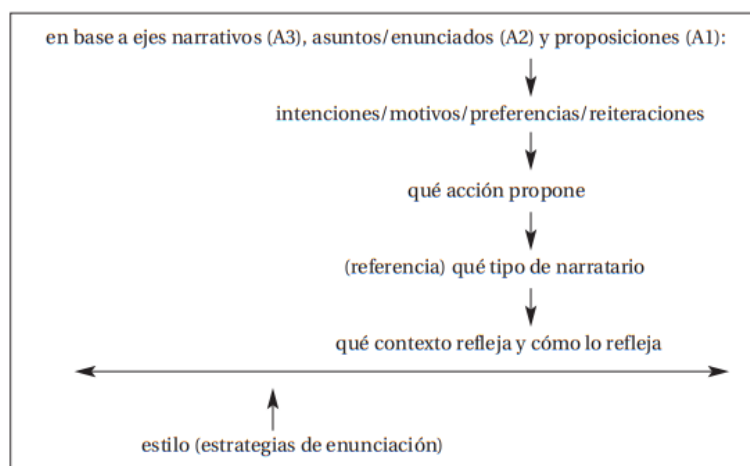 en base a ejes narrativos (A3), asuntos/enunciados (A2) y proposiciones (A1):
intenciones/motivos/preferencias/reiteraciones
qué acción propone
(referencia) qué tipo de narratario
qué contexto refleja y cómo lo refleja
estilo (estrategias de enunciación)